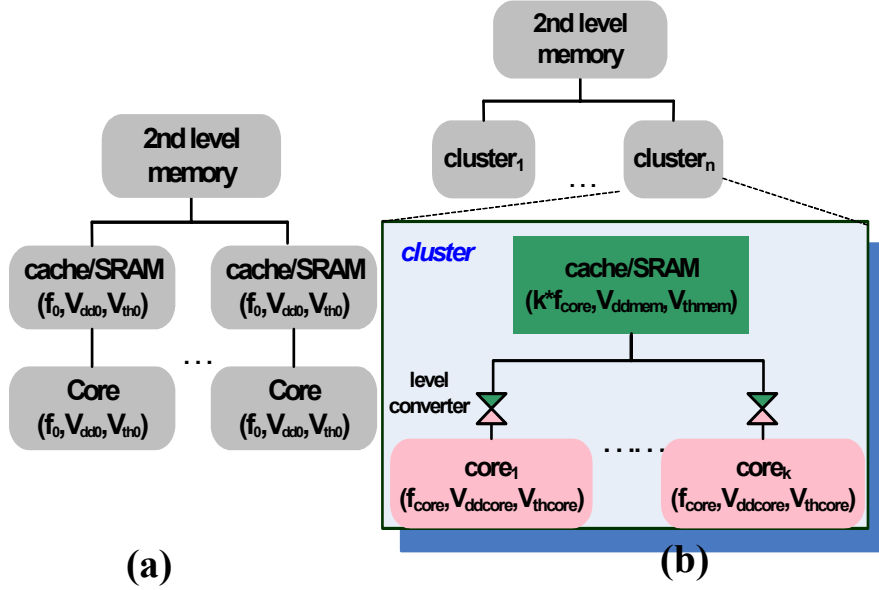 2nd level
memory
cache/SRAM
(f0,Vdd0,Vth0)
cache/SRAM
(f0,Vdd0,Vth0)
...
Core
(f0,Vdd0,Vth0)
Core
(f0,Vdd0,Vth0)
(a)
2nd level
memory
cluster1
...
clustern
cluster
cache/SRAM
(k*fcore,Vddmem,Vthmem)
level
converter
......
core1
(fcore,Vddcore,Vthcore)
corek
(fcore,Vddcore,Vthcore)
(b)